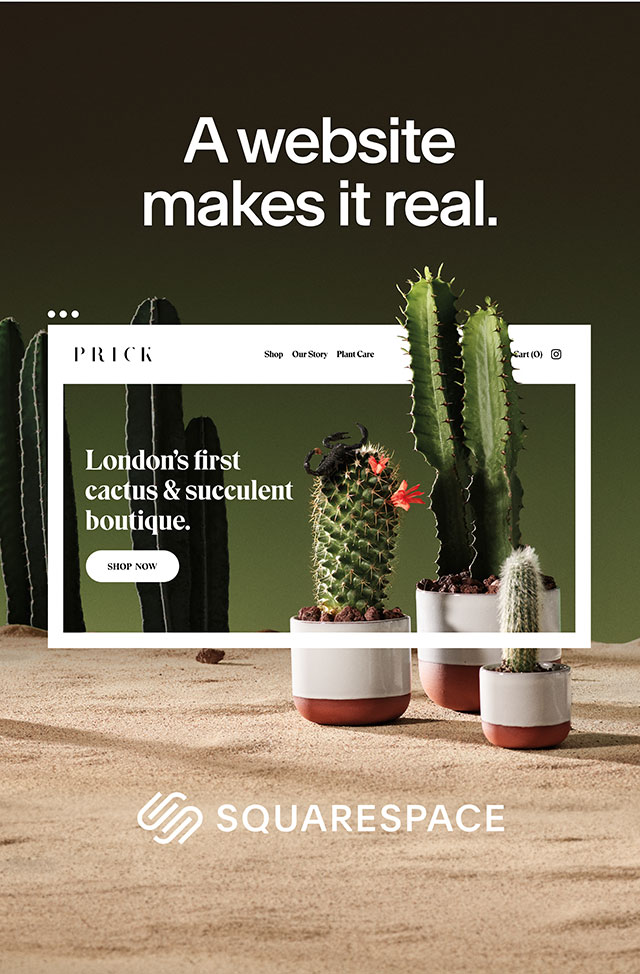 A website
makes it real.
PRICK
Shop Our Story Plant Care
Cart (0)
London's first
cactus & succulent
boutique.
SHOP NOW
SQUARESPACE